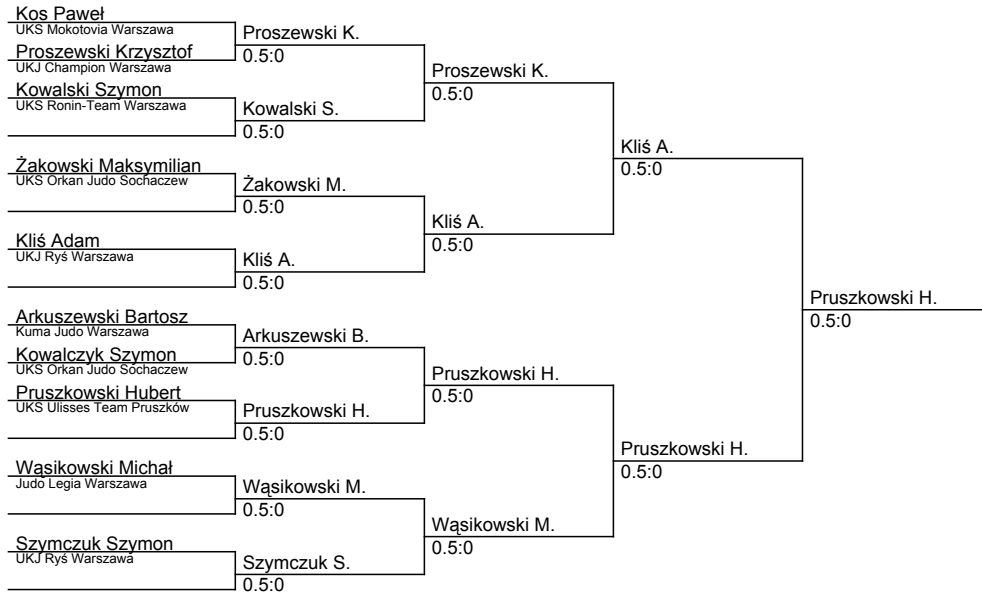 Kos Paweł
UKS Mokotovia Warszawa
Proszewski Krzysztof
UKJ Champion Warszawa
Kowalski Szymon
UKS Ronin-Team Warszawa
Żakowski Maksymilian
UKS Orkan Judo Sochaczew
Kliś Adam
UKJ Ryś Warszawa
Arkuszewski Bartosz
Kuma Judo Warszawa
Kowalczyk Szymon
UKS Orkan Judo Sochaczew
Pruszkowski Hubert
UKS Ulisses Team Pruszków
Wąsikowski Michał
Judo Legia Warszawa
Szymczuk Szymon
UKJ Ryś Warszawa
Proszewski K.
0.5:0
Kowalski S.
0.5:0
Żakowski M.
0.5:0
Kliś A.
0.5:0
Arkuszewski B.
0.5:0
Pruszkowski H.
0.5:0
Wąsikowski M.
0.5:0
Szymczuk S.
0.5:0
Proszewski K.
0.5:0
Kliś A.
0.5:0
Pruszkowski H.
0.5:0
Wąsikowski M.
0.5:0
Kliś A.
0.5:0
Pruszkowski H.
0.5:0
Pruszkowski H.
0.5:0